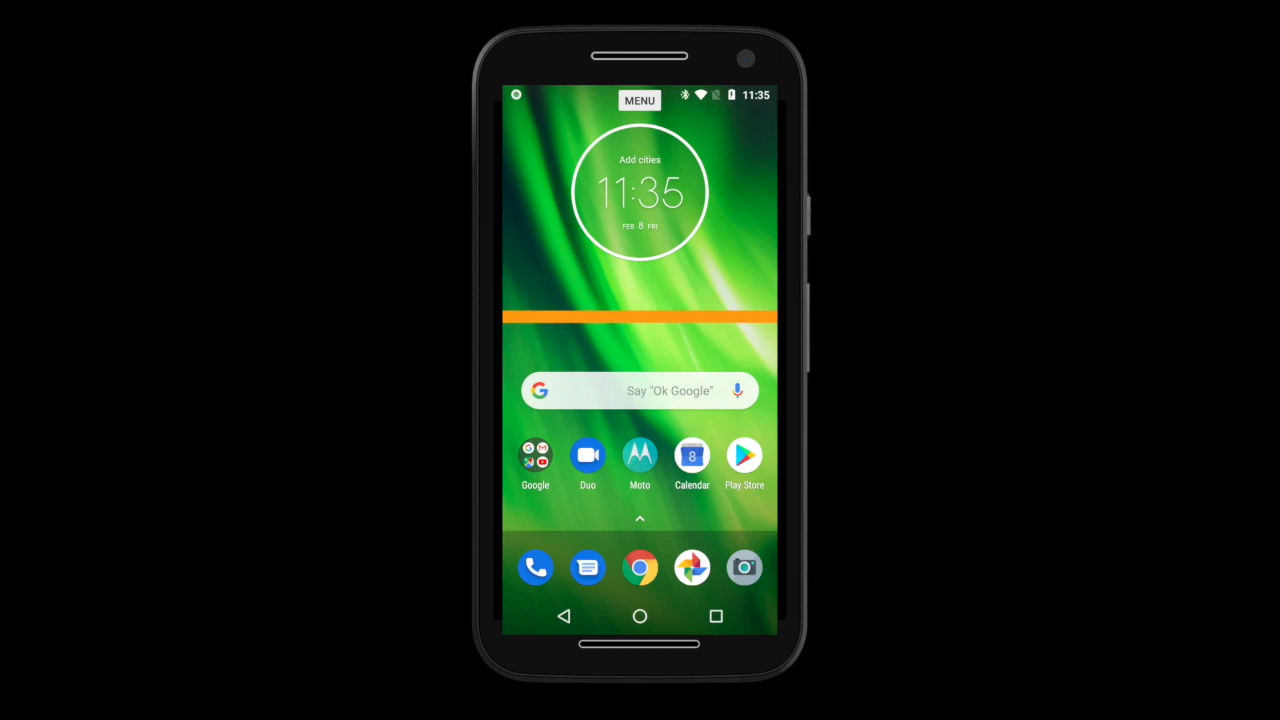 MENU
11:35
Add cities
11:35
FEB 8 FRI
Say "Ok Google"
8
Google
Duo
Moto
Calendar
Play Store